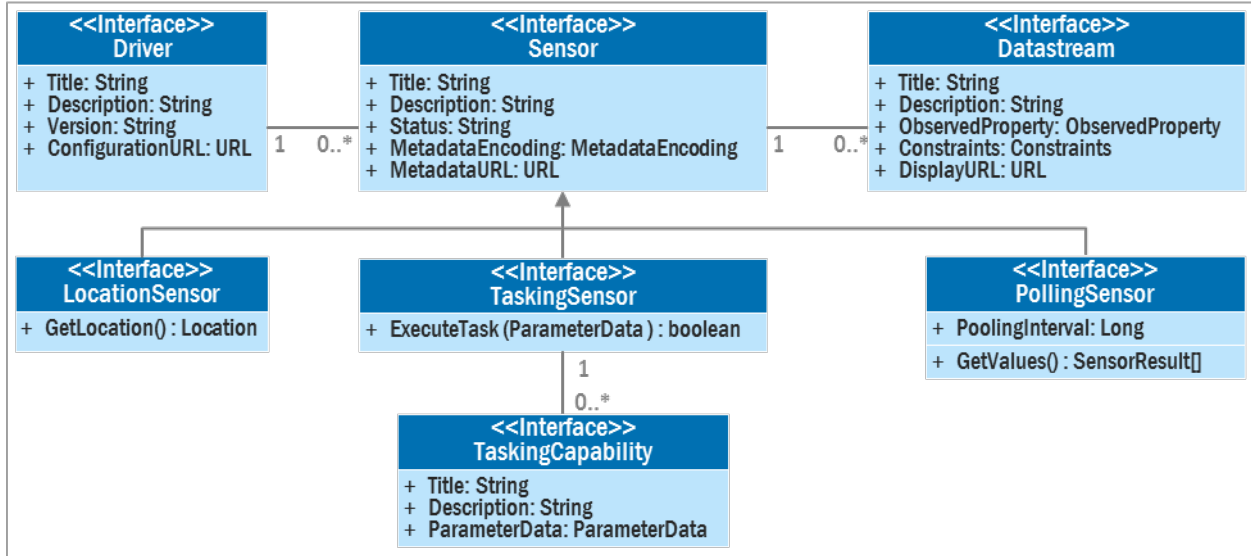 <<Interface>>
Driver
+ Title: String
+ Description: String
+ Version: String
+ ConfigurationURL: URL
1 0..*
<<Interface>>
Sensor
+ Title: String
+ Description: String
+ Status: String
+ MetadataEncoding: MetadataEncoding
+ MetadataURL: URL
1 0..*
<<Interface>>
Datastream
+ Title: String
+ Description: String
+ ObservedProperty: ObservedProperty
+ Constraints: Constraints
+ DisplayURL: URL
<<Interface>>
LocationSensor
+ GetLocation() : Location
<<Interface>>
TaskingSensor
+ ExecuteTask (ParameterData ) : boolean
<<Interface>>
PollingSensor
+ PoolingInterval: Long
+ GetValues() : SensorResult[]
1
0..*
<<Interface>>
TaskingCapability
+ Title: String
+ Description: String
+ ParameterData: ParameterData